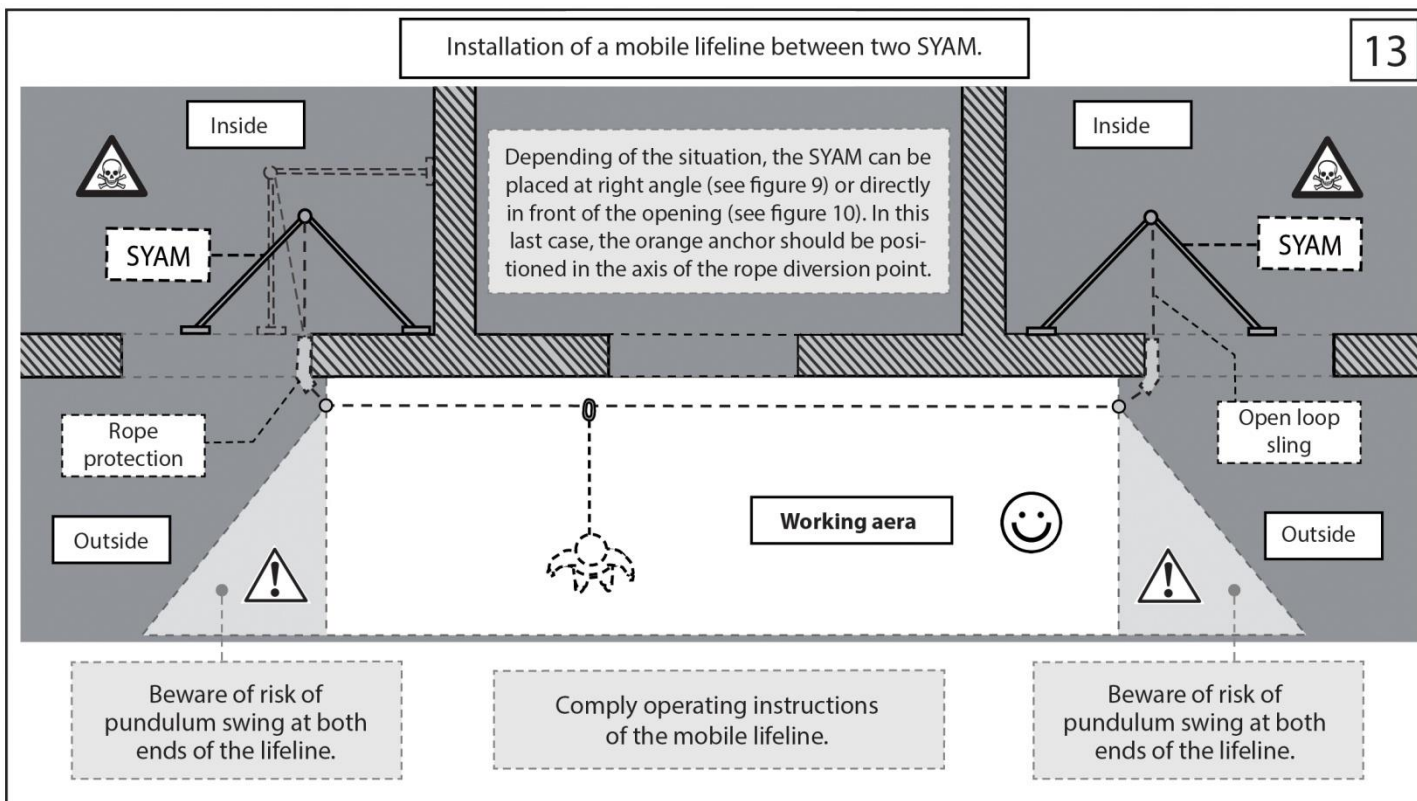 Installation of a mobile lifeline between two SYAM.
13
Inside
Inside
Depending of the situation, the SYAM can be
placed at right angle (see figure 9) or directly
in front of the opening (see figure 10). In this
last case, the orange anchor should be posi-
tioned in the axis of the rope diversion point.
SYAM
SYAM
Rope
protection
Open loop
sling
Outside
Working aera
Outside
Beware of risk of
pundulum swing at both
ends of the lifeline.
Comply operating instructions
of the mobile lifeline.
Beware of risk of
pundulum swing at both
ends of the lifeline.